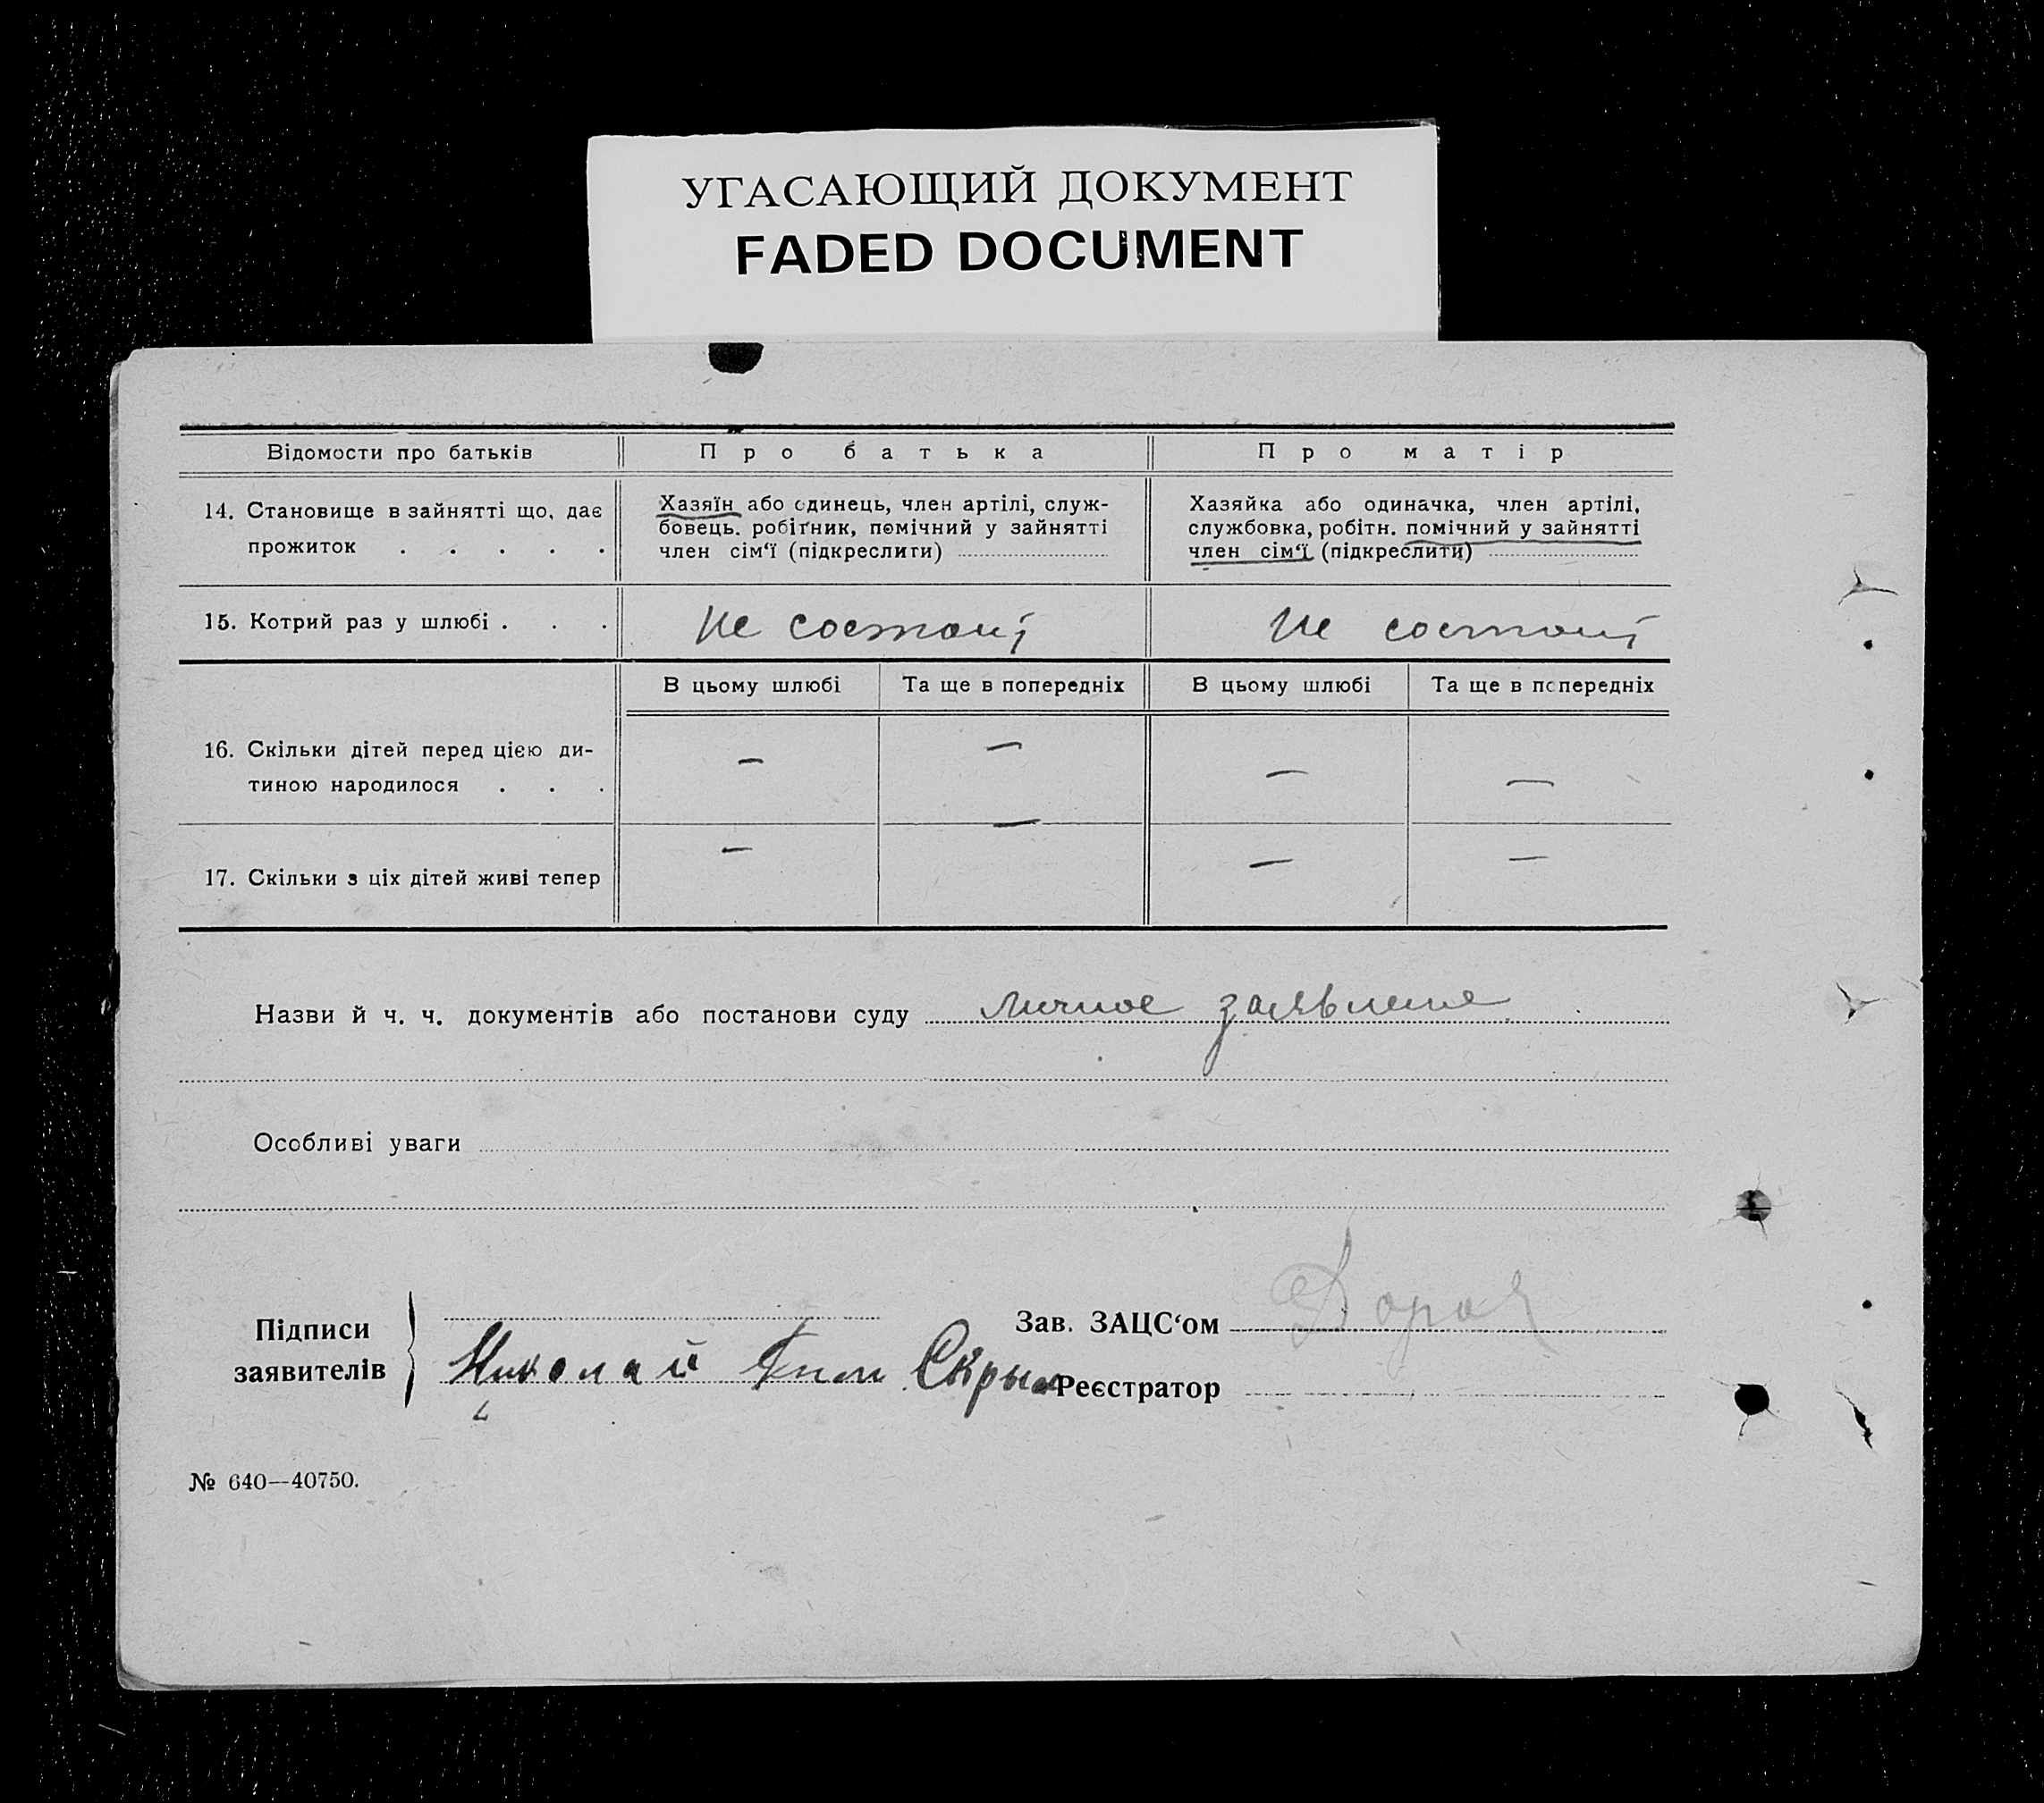 УГАСАЮЩИЙ ДОКУМЕНТ
FADED DOCUMENT
Відомости про батьків
Про батька
Про матір
14. Становище в зайнятті що, дає
прожиток . . . . .
Хазяїн або одинець, член артілі, служ-
бовець. робітник, помічний у зайнятті
член сім'ї (підкреслити)
Хазяйка або одиначка, член артілі,
службовка, робітн. помічний у зайнятті
член сім'ї (підкреслити)
15. Котрий раз у шлюбі . . .
не состоит
не состоит
В цьому шлюбі
Та ще в попередніх
В цьому шлюбі
Та ще в попередніх
16. Скільки дітей перед цією ди-
тиною народилося . . .
— — — —
17. Скільки з ціх дітей живі тепер
— — — —
Назви й ч. ч. документів або постанови суду личное заявление
Особливі уваги
Підписи
заявителів
Николай Скрып
Зав. ЗАЦС'ом
Реєстратор
№ 640—40750.